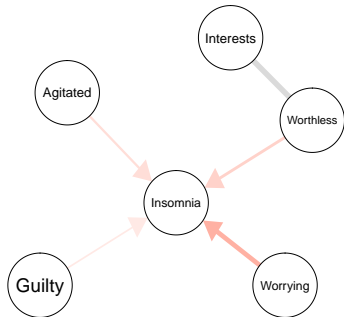 Interests
Agitated
Worthless
Insomnia
Guilty
Worrying